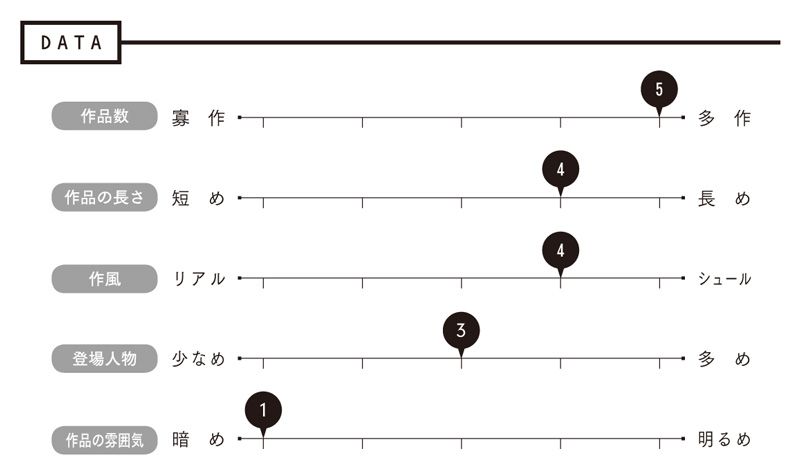 DATA
5
作品数 寡作 多作
4
作品の長さ 短め 長め
4
作風 リアル シュール
3
登場人物 少なめ 多め
1
作品の雰囲気 暗め 明るめ